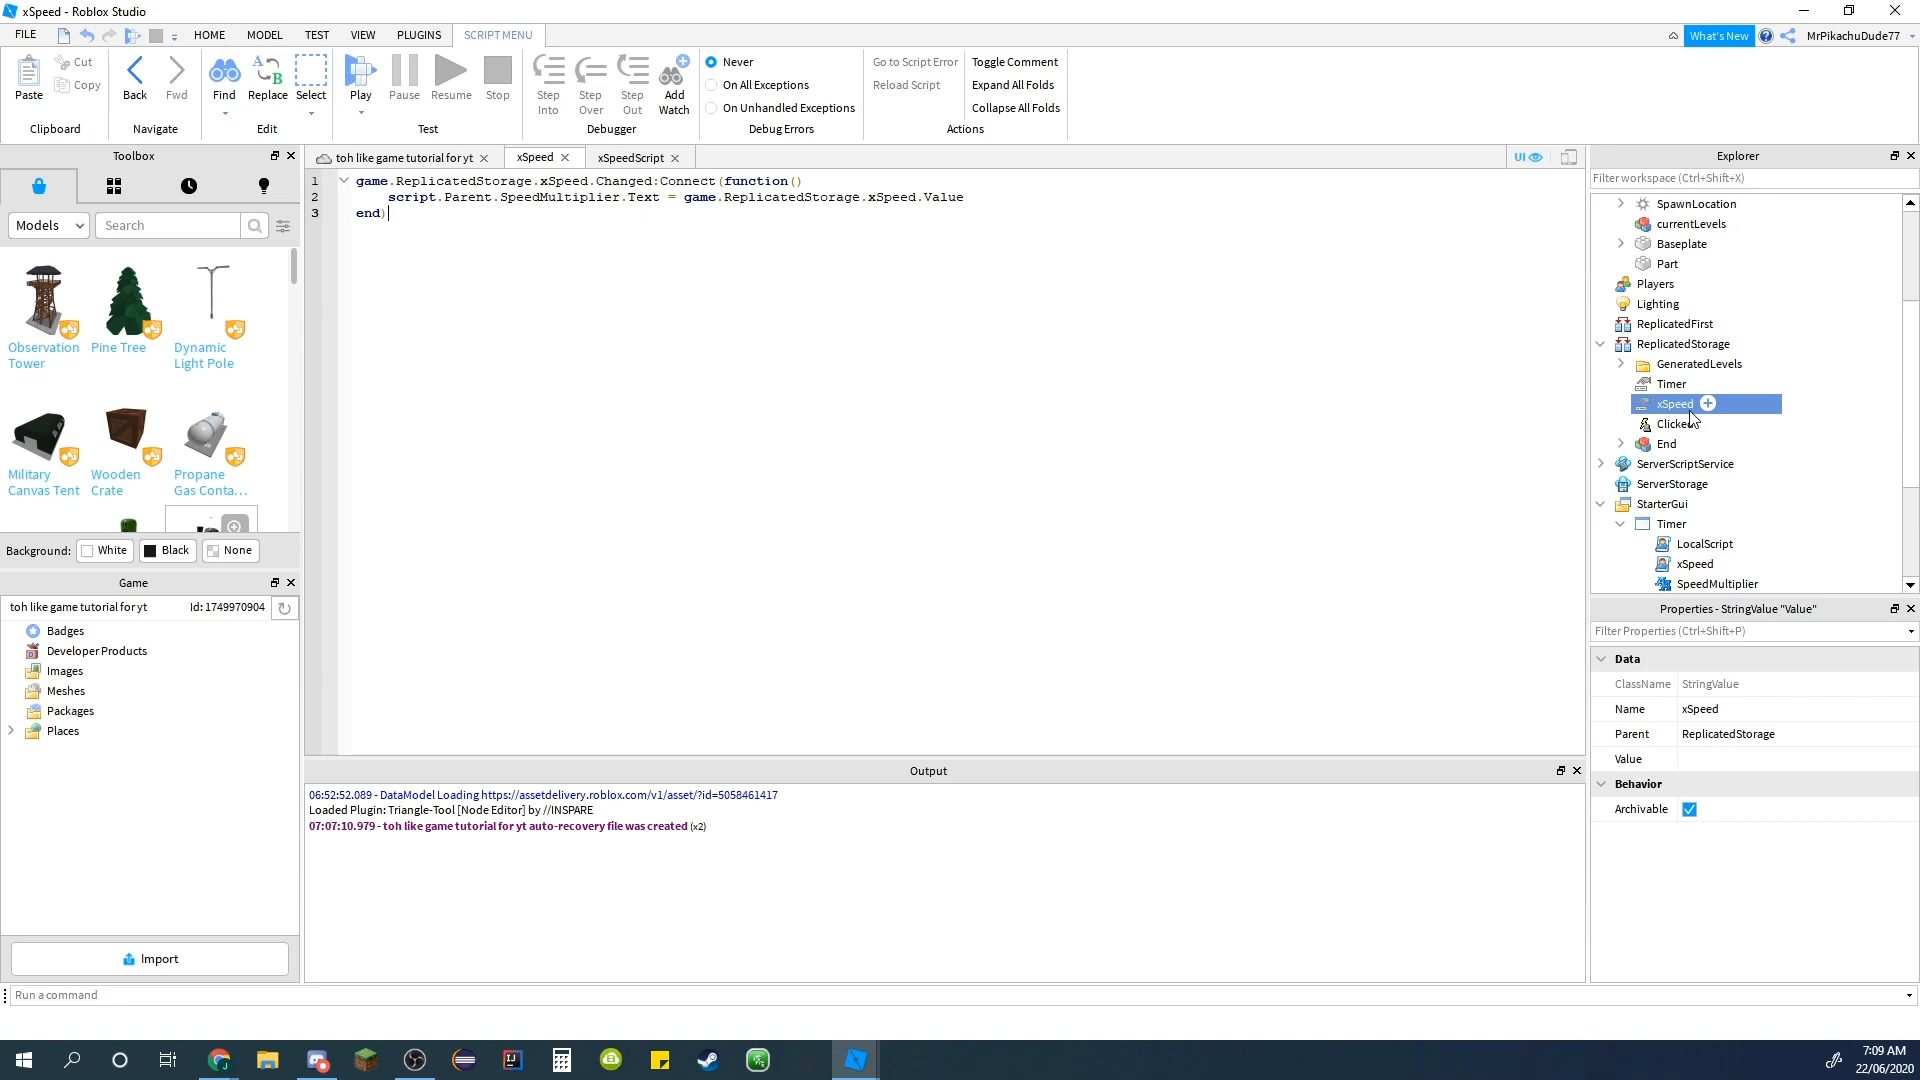 xSpeed - Roblox Studio
FILE HOME MODEL TEST VIEW PLUGINS SCRIPT MENU What's New MrPikachuDude77
Cut
Copy
Paste
Clipboard
Back Fwd
Navigate
Find Replace Select
Edit
Play Pause Resume Stop
Test
Step Into
Step Over
Step Out
Add Watch
Debugger
Never
On All Exceptions
On Unhandled Exceptions
Debug Errors
Go to Script Error
Reload Script
Toggle Comment
Expand All Folds
Collapse All Folds
Actions
Toolbox
Models Search
Observation Tower
Pine Tree
Dynamic Light Pole
Military Canvas Tent
Wooden Crate
Propane Gas Conta...
Background: White Black None
Game
toh like game tutorial for yt Id: 1749970904
Badges
Developer Products
Images
Meshes
Packages
Places
Import
toh like game tutorial for yt xSpeed xSpeedScript UI
1 game.ReplicatedStorage.xSpeed.Changed:Connect(function()
2 script.Parent.SpeedMultiplier.Text = game.ReplicatedStorage.xSpeed.Value
3 end)
Output
06:52:52.089 - DataModel Loading https://assetdelivery.roblox.com/v1/asset/?id=5058461417
Loaded Plugin: Triangle-Tool [Node Editor] by //INSPARE
07:07:10.979 - toh like game tutorial for yt auto-recovery file was created (x2)
Explorer
Filter workspace (Ctrl+Shift+X)
SpawnLocation
currentLevels
Baseplate
Part
Players
Lighting
ReplicatedFirst
ReplicatedStorage
GeneratedLevels
Timer
xSpeed
End
ServerScriptService
ServerStorage
StarterGui
Timer
LocalScript
xSpeed
SpeedMultiplier
Properties - StringValue "Value"
Filter Properties (Ctrl+Shift+P)
Data
ClassName StringValue
Name xSpeed
Parent ReplicatedStorage
Value
Behavior
Archivable
Run a command
7:09 AM
22/06/2020